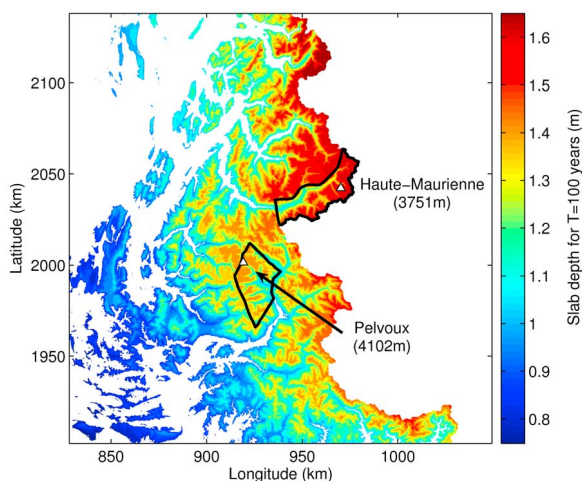 2100
2050
2000
1950
Latitude (km)
850
900
950
1000
Longitude (km)
Haute−Maurienne
(3751m)
Pelvoux
(4102m)
1.6
1.5
1.4
1.3
1.2
1.1
1
0.9
0.8
Slab depth for T=100 years (m)